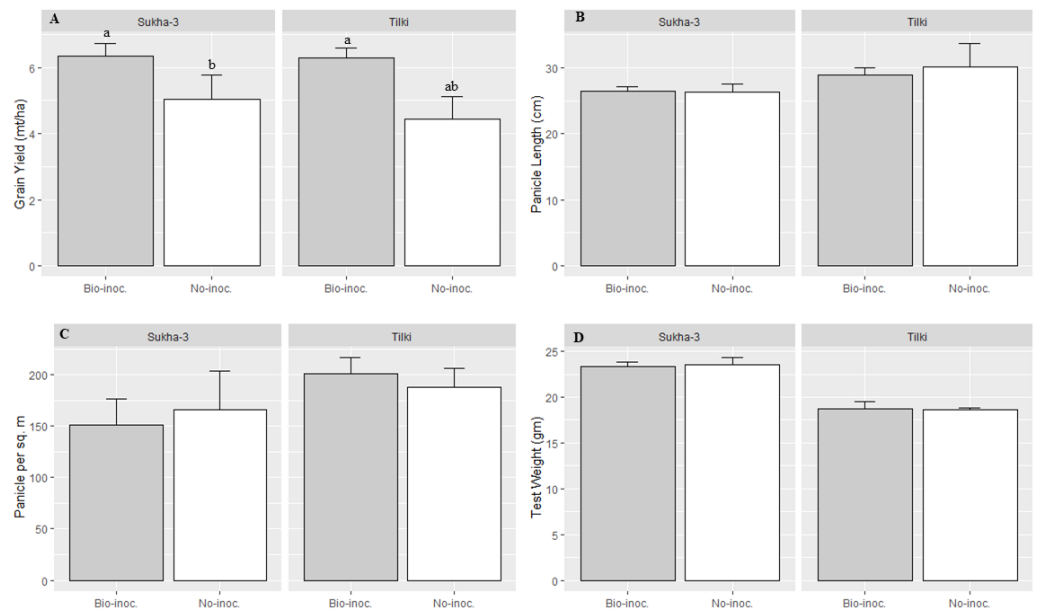 A
Sukha-3
Tilki
a
b
a
ab
Grain Yield (mt/ha)
6
4
2
0
Bio-inoc.
No-inoc.
Bio-inoc.
No-inoc.
B
Sukha-3
Tilki
Panicle Length (cm)
30
20
10
0
Bio-inoc.
No-inoc.
Bio-inoc.
No-inoc.
C
Sukha-3
Tilki
Panicle per sq. m
200
150
100
50
0
Bio-inoc.
No-inoc.
Bio-inoc.
No-inoc.
D
Sukha-3
Tilki
Test Weight (gm)
25
20
15
10
5
0
Bio-inoc.
No-inoc.
Bio-inoc.
No-inoc.